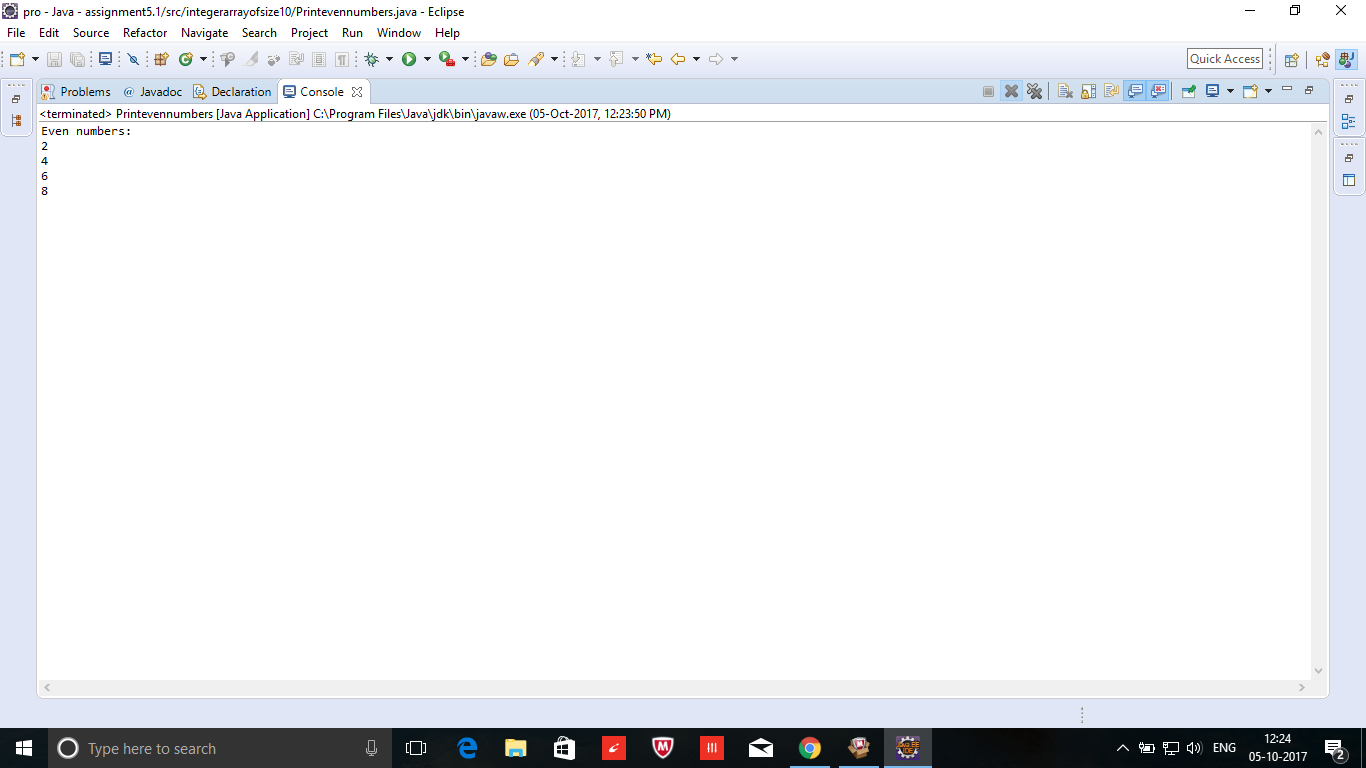 pro - Java - assignment5.1/src/integerarrayofsize10/Printevennumbers.java - Eclipse
File Edit Source Refactor Navigate Search Project Run Window Help
Quick Access
Problems @ Javadoc Declaration Console
<terminated> Printevennumbers [Java Application] C:\Program Files\Java\jdk\bin\javaw.exe (05-Oct-2017, 12:23:50 PM)
Even numbers:
2
4
6
8
Type here to search
ENG
12:24
05-10-2017
2